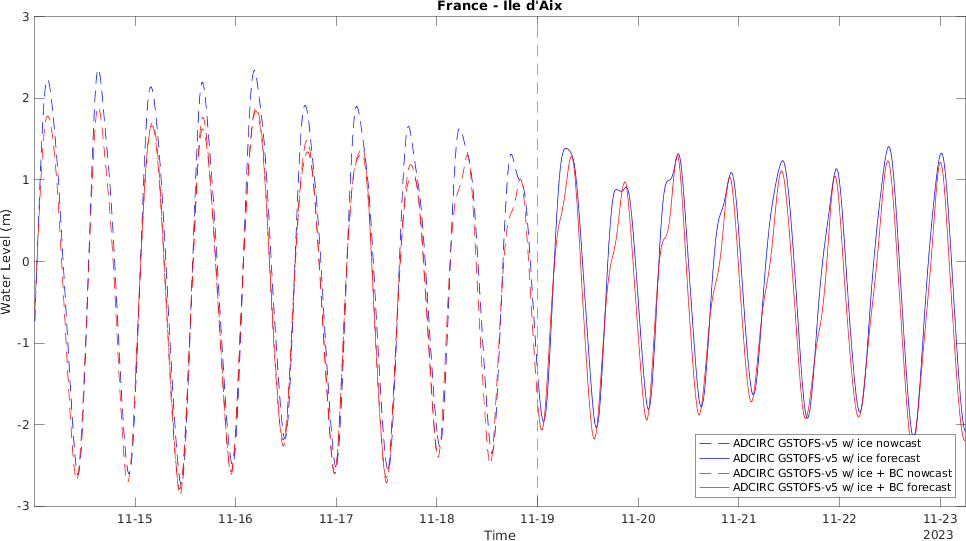 France - Ile d'Aix
3
2
1
0
-1
-2
-3
Water Level (m)
11-15
11-16
11-17
11-18
11-19
11-20
11-21
11-22
11-23
Time
2023
ADCIRC GSTOFS-v5 w/ ice nowcast
ADCIRC GSTOFS-v5 w/ ice forecast
ADCIRC GSTOFS-v5 w/ ice + BC nowcast
ADCIRC GSTOFS-v5 w/ ice + BC forecast